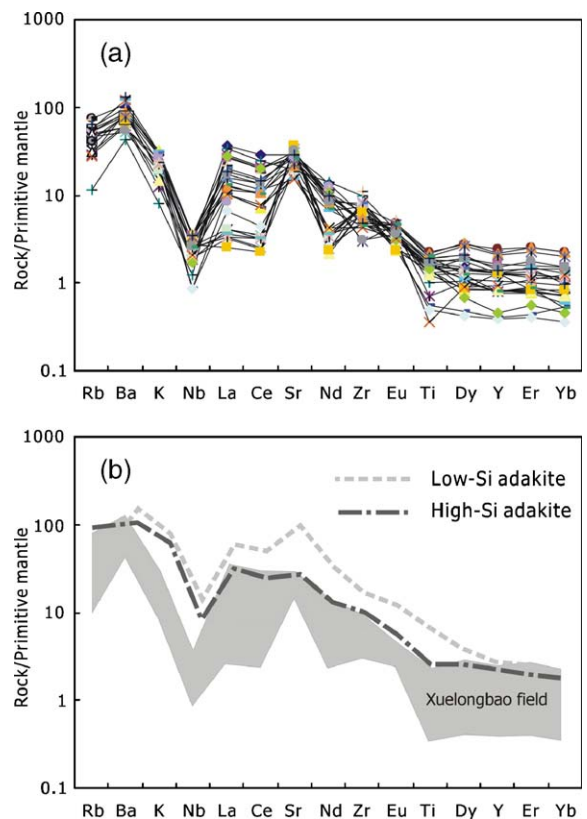 1000
(a)
100
10
1
0.1
Rock/Primitive mantle
Rb Ba K Nb La Ce Sr Nd Zr Eu Ti Dy Y Er Yb
1000
(b)
Low-Si adakite
High-Si adakite
100
10
1
0.1
Rock/Primitive mantle
Xuelongbao field
Rb Ba K Nb La Ce Sr Nd Zr Eu Ti Dy Y Er Yb